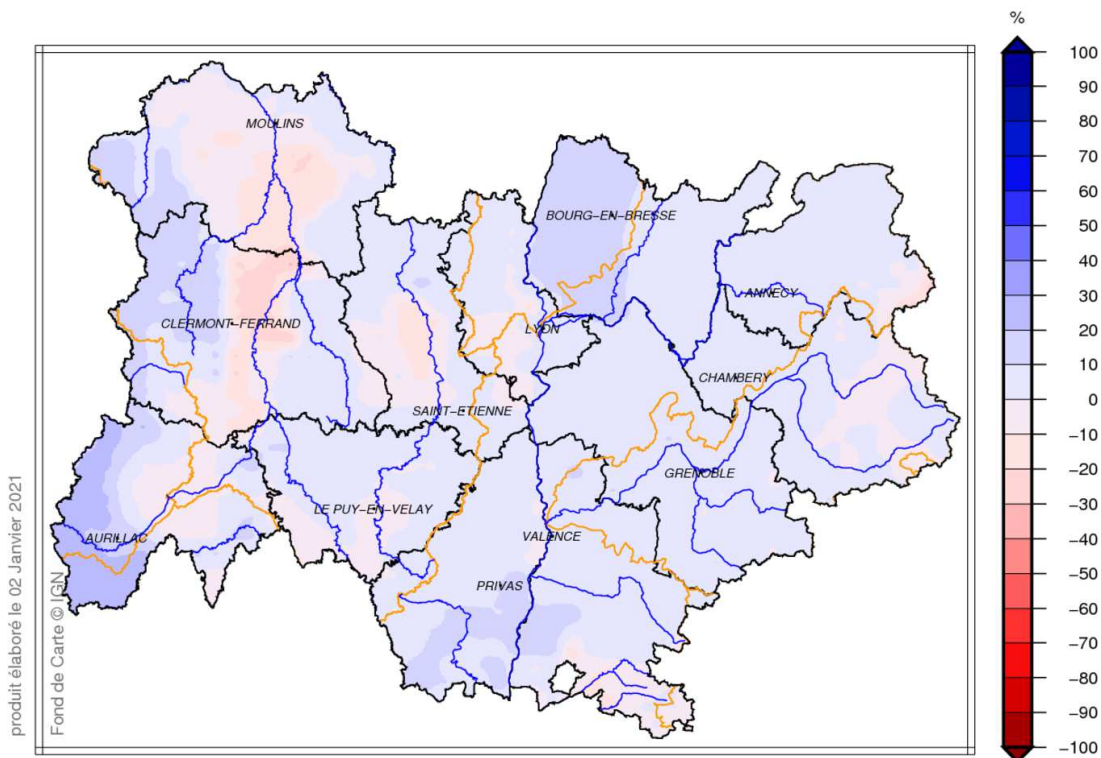 %
100
90
80
70
60
50
40
30
20
10
0
−10
−20
−30
−40
−50
−60
−70
−80
−90
−100
MOULINS
BOURG−EN−BRESSE
ANNECY
CLERMONT−FERRAND
LYON
CHAMBERY
SAINT−ETIENNE
GRENOBLE
LE PUY−EN−VELAY
AURILLAC
VALENCE
PRIVAS
produit élaboré le 02 Janvier 2021
Fond de Carte © IGN